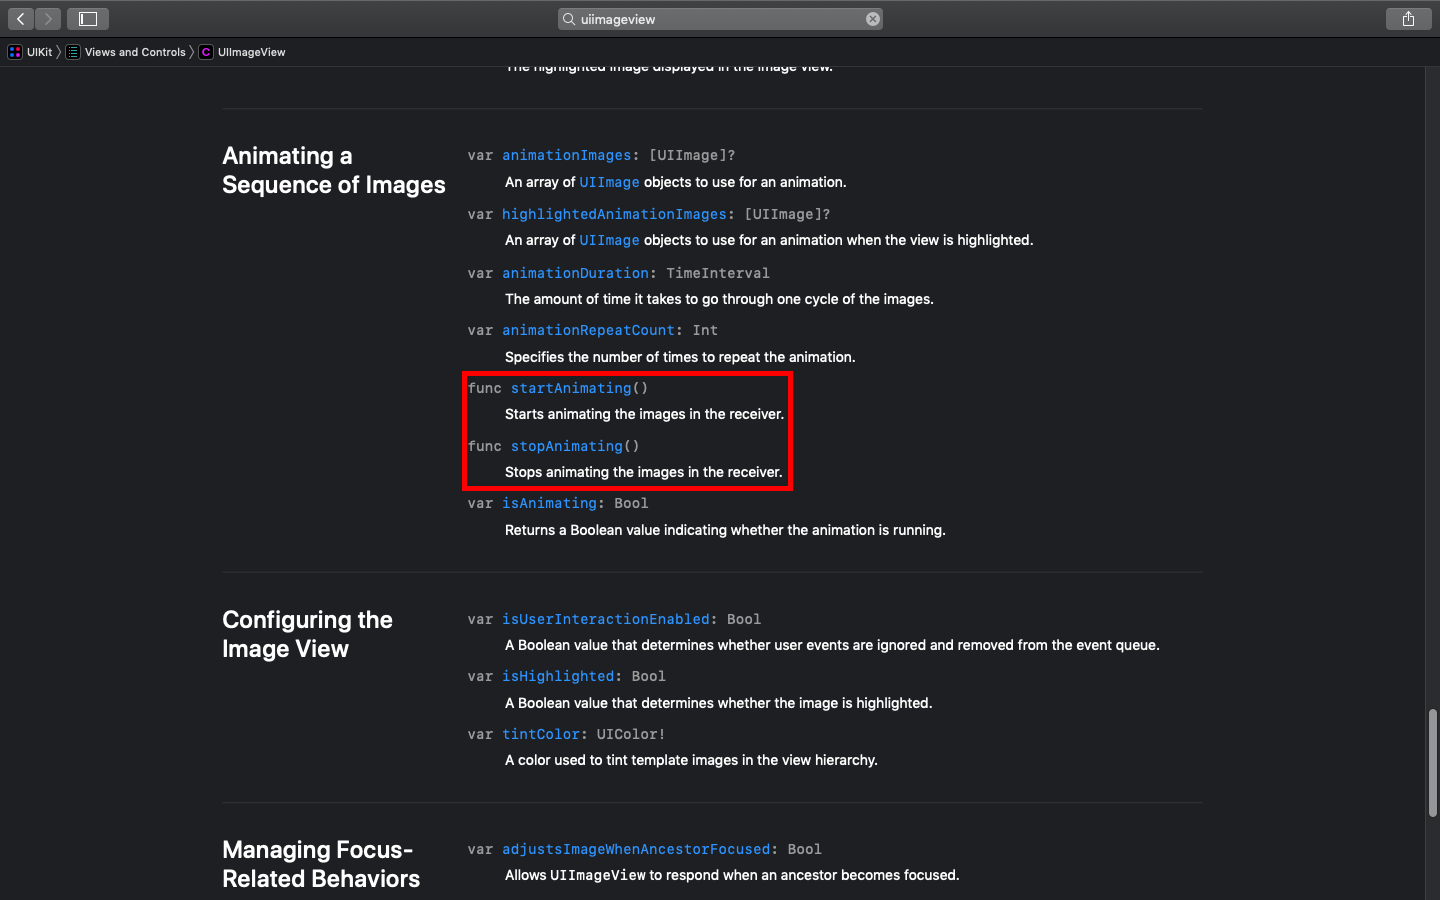 uiimageview
UIKit
Views and Controls
C UIImageView
The highlighted image displayed in the image view.
Animating a
Sequence of Images
var animationImages: [UIImage]?
An array of UIImage objects to use for an animation.
var highlightedAnimationImages: [UIImage]?
An array of UIImage objects to use for an animation when the view is highlighted.
var animationDuration: TimeInterval
The amount of time it takes to go through one cycle of the images.
var animationRepeatCount: Int
Specifies the number of times to repeat the animation.
func startAnimating()
Starts animating the images in the receiver.
func stopAnimating()
Stops animating the images in the receiver.
var isAnimating: Bool
Returns a Boolean value indicating whether the animation is running.
Configuring the
Image View
var isUserInteractionEnabled: Bool
A Boolean value that determines whether user events are ignored and removed from the event queue.
var isHighlighted: Bool
A Boolean value that determines whether the image is highlighted.
var tintColor: UIColor!
A color used to tint template images in the view hierarchy.
Managing Focus-
Related Behaviors
var adjustsImageWhenAncestorFocused: Bool
Allows UIImageView to respond when an ancestor becomes focused.